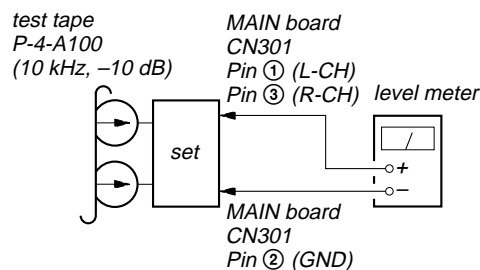 test tape
P-4-A100
(10 kHz, –10 dB)
MAIN board
CN301
Pin ① (L-CH)
Pin ③ (R-CH)
level meter
set
+
–
MAIN board
CN301
Pin ② (GND)